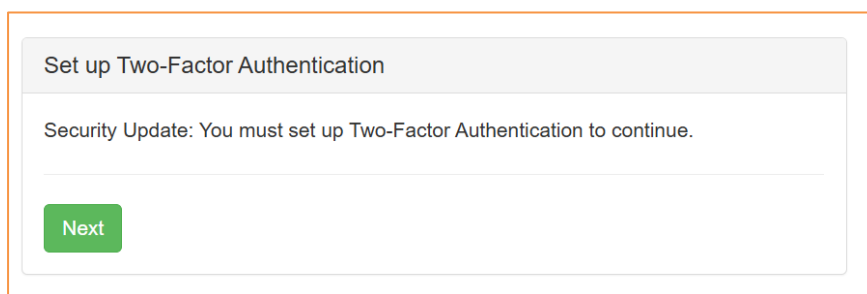 Set up Two-Factor Authentication
Security Update: You must set up Two-Factor Authentication to continue.
Next